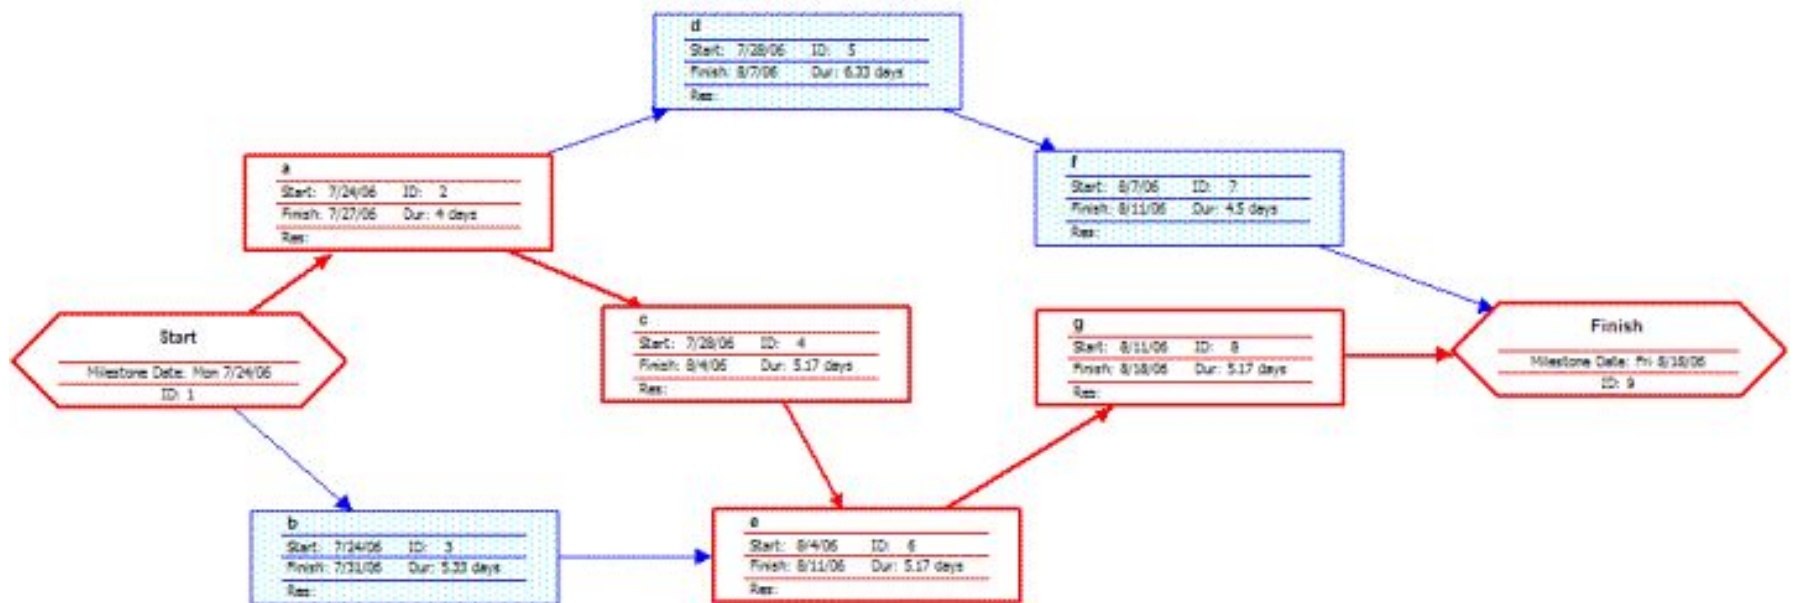 d
Start: 7/28/06 ID: 5
Finish: 8/7/06 Dur: 6.33 days
Res:
a
Start: 7/24/06 ID: 2
Finish: 7/27/06 Dur: 4 days
Res:
f
Start: 8/7/06 ID: 7
Finish: 8/11/06 Dur: 4.5 days
Res:
Start
Milestone Date: Mon 7/24/06
ID: 1
c
Start: 7/28/06 ID: 4
Finish: 8/4/06 Dur: 5.17 days
Res:
g
Start: 8/11/06 ID: 8
Finish: 8/18/06 Dur: 5.17 days
Res:
Finish
Milestone Date: Fri 8/18/06
ID: 9
b
Start: 7/24/06 ID: 3
Finish: 7/31/06 Dur: 5.33 days
Res:
e
Start: 8/4/06 ID: 6
Finish: 8/11/06 Dur: 5.17 days
Res: